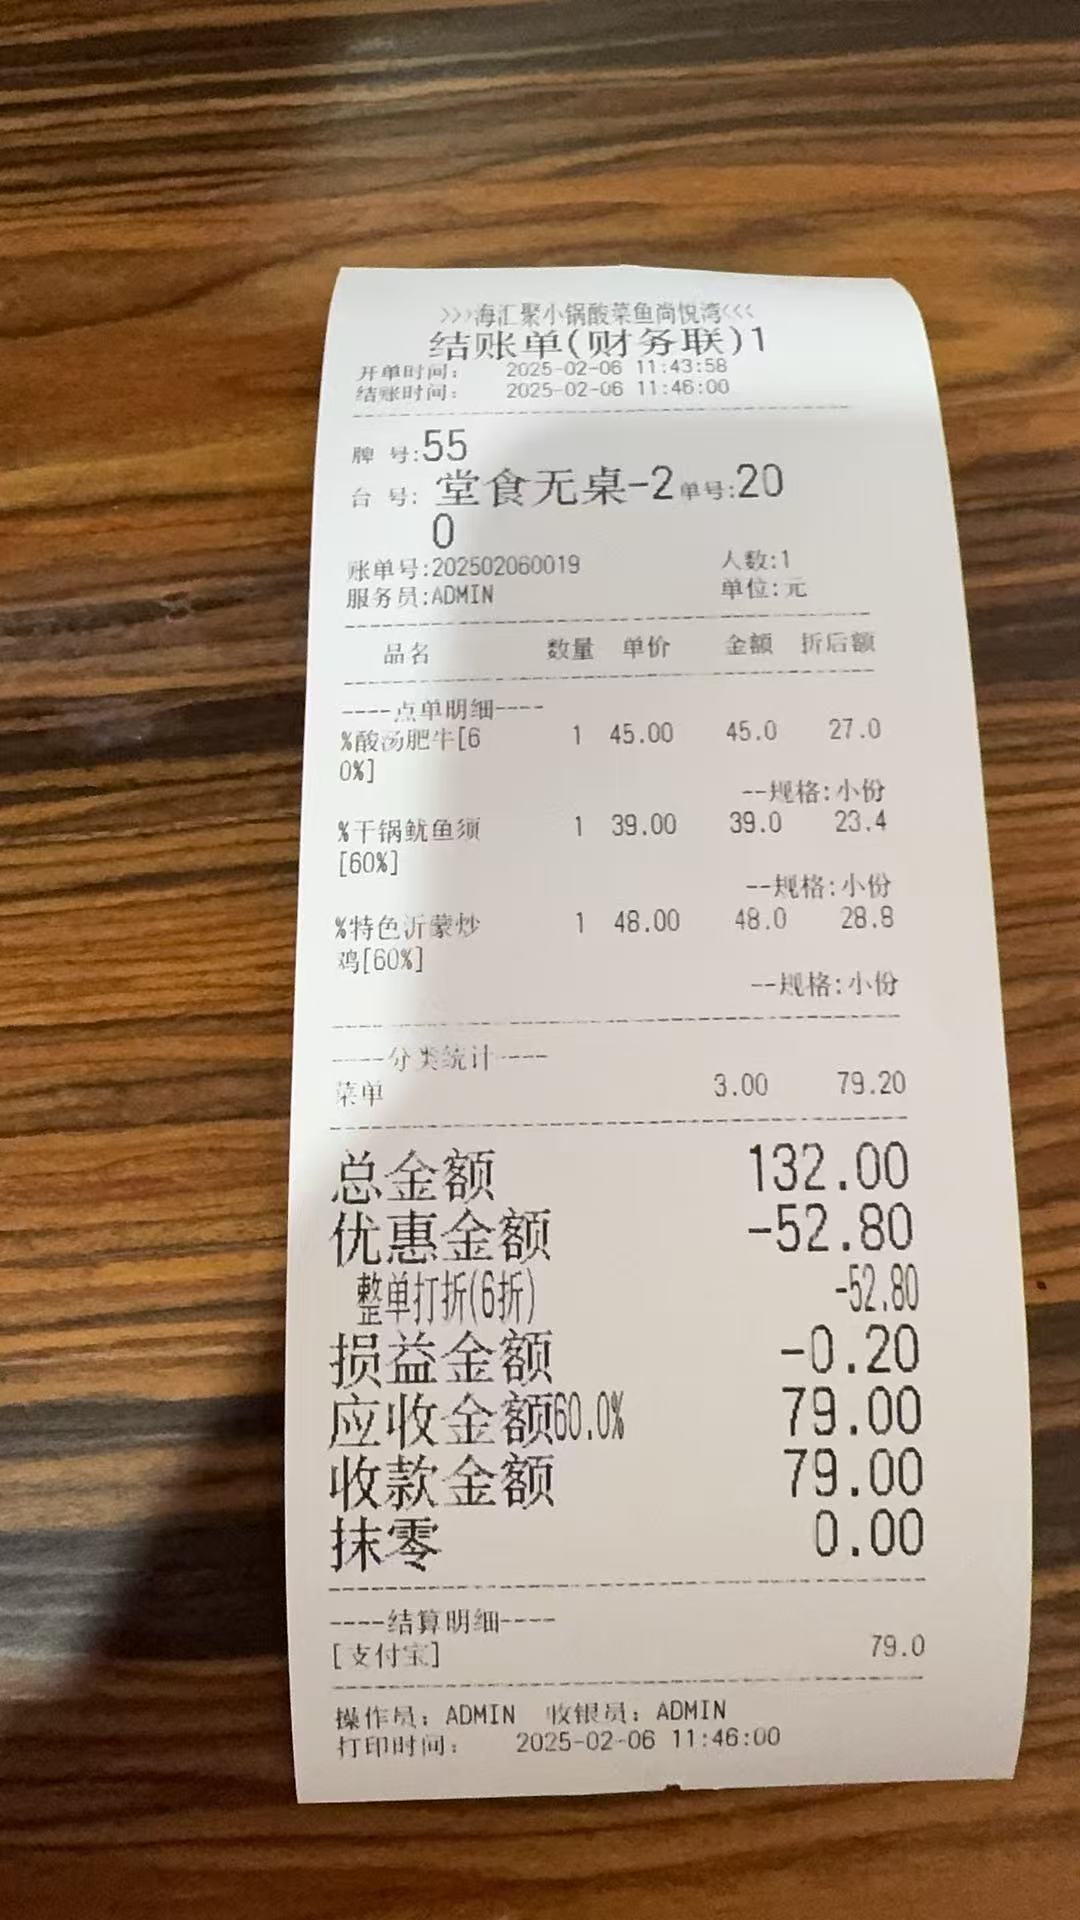 >>>海汇聚小锅酸菜鱼尚悦湾<<<
结账单(财务联)1
开单时间: 2025-02-06 11:43:58
结账时间: 2025-02-06 11:46:00
牌 号:55
台 号: 堂食无桌-2单号:20
0
账单号:202502060019 人数:1
服务员:ADMIN 单位:元
品名 数量 单价 金额 折后额
----点单明细----
%酸汤肥牛[6 1 45.00 45.0 27.0
0%]
--规格:小份
%干锅鱿鱼须 1 39.00 39.0 23.4
[60%]
--规格:小份
%特色沂蒙炒 1 48.00 48.0 28.8
鸡[60%]
--规格:小份
----分类统计----
菜单 3.00 79.20
总金额 132.00
优惠金额 -52.80
整单打折(6折) -52.80
损益金额 -0.20
应收金额60.0% 79.00
收款金额 79.00
抹零 0.00
----结算明细----
[支付宝] 79.0
操作员: ADMIN 收银员: ADMIN
打印时间: 2025-02-06 11:46:00